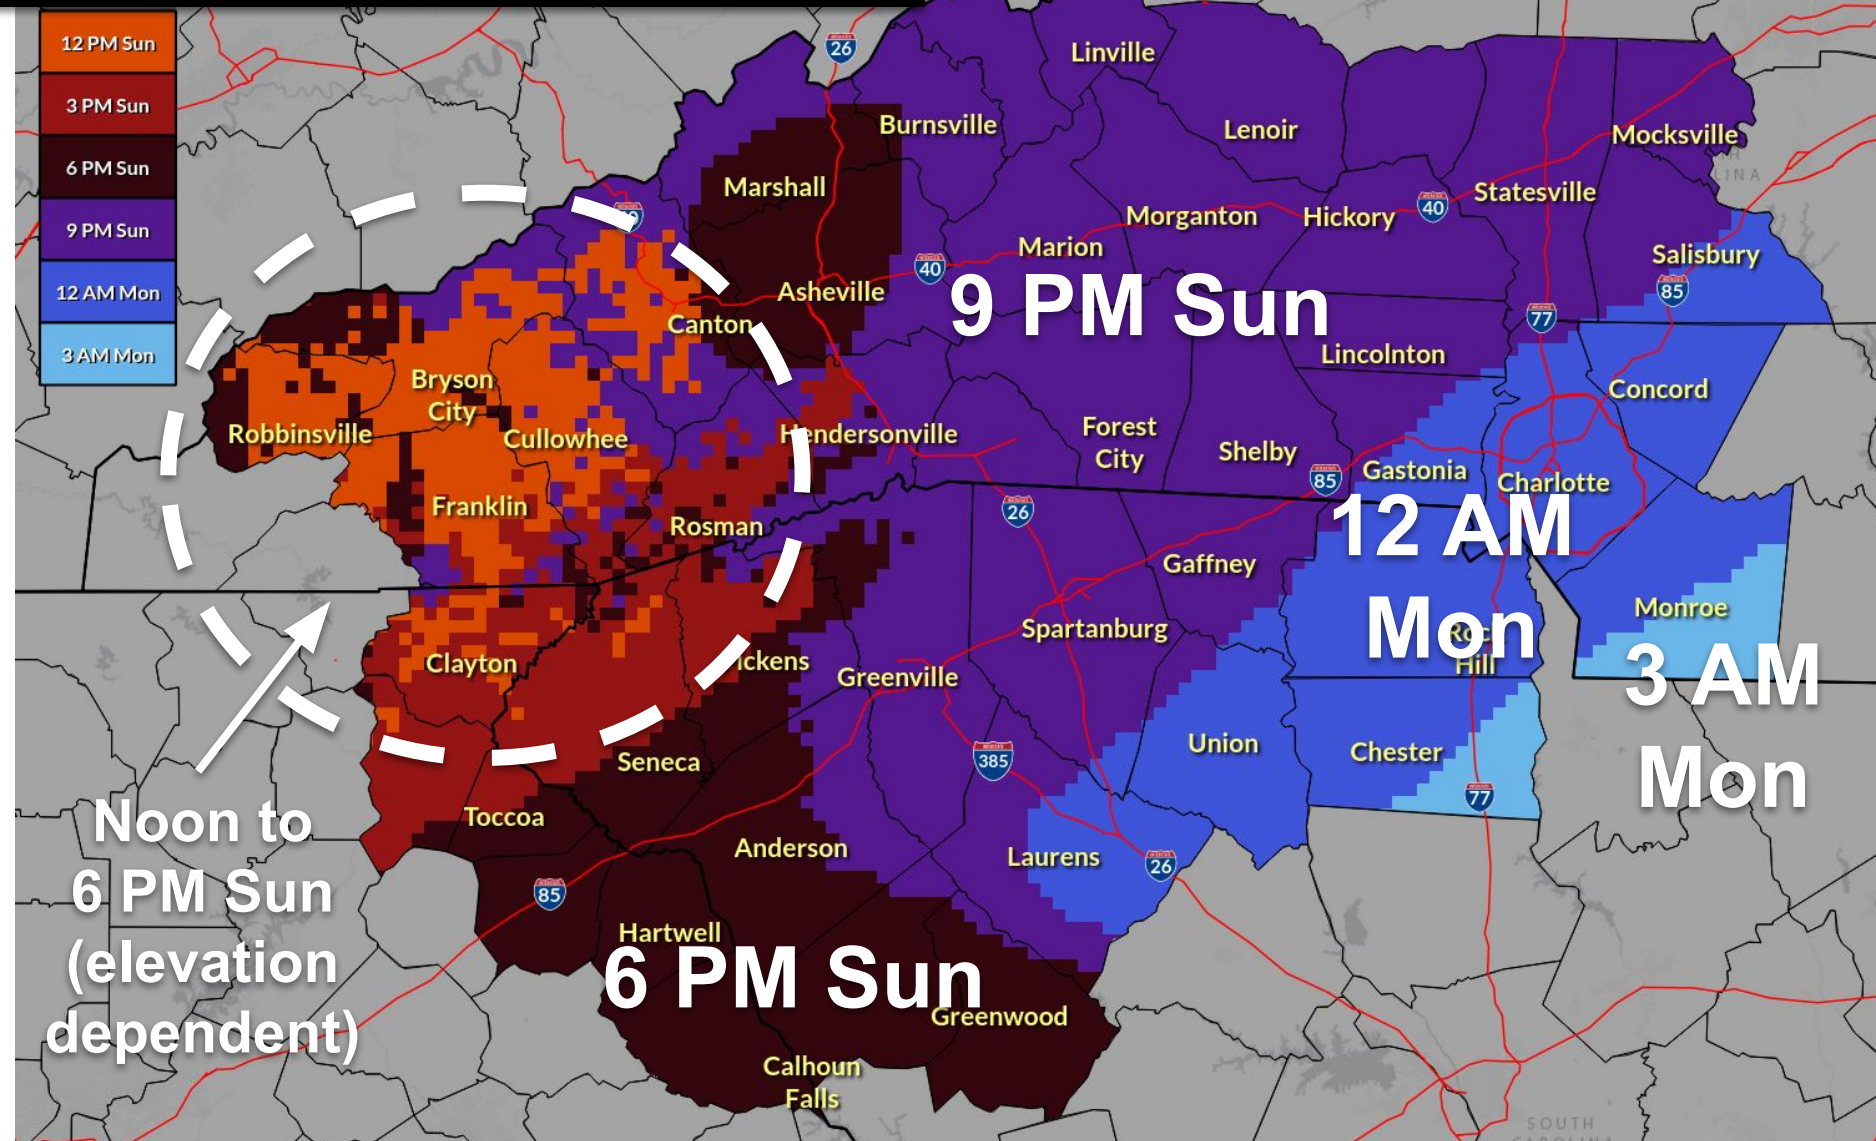 12 PM Sun
3 PM Sun
6 PM Sun
9 PM Sun
12 AM Mon
3 AM Mon
26
Linville
Burnsville
Lenoir
Mocksville
LINA
Marshall
Statesville
40
Morganton
Hickory
Marion
Salisbury
40
Asheville
85
9 PM Sun
77
Canton
Lincolnton
Bryson
City
Concord
Robbinsville
Cullowhee
Hendersonville
Forest
City
Shelby
85
Gastonia
Charlotte
Franklin
26
Rosman
12 AM
Mon
Gaffney
Monroe
Spartanburg
Rock
Hill
Clayton
Pickens
Greenville
3 AM
Mon
Union
Chester
Seneca
385
77
Noon to
6 PM Sun
(elevation
dependent)
Toccoa
Anderson
Laurens
26
85
Hartwell
6 PM Sun
Greenwood
Calhoun
Falls
SOUTH
CAROLINA